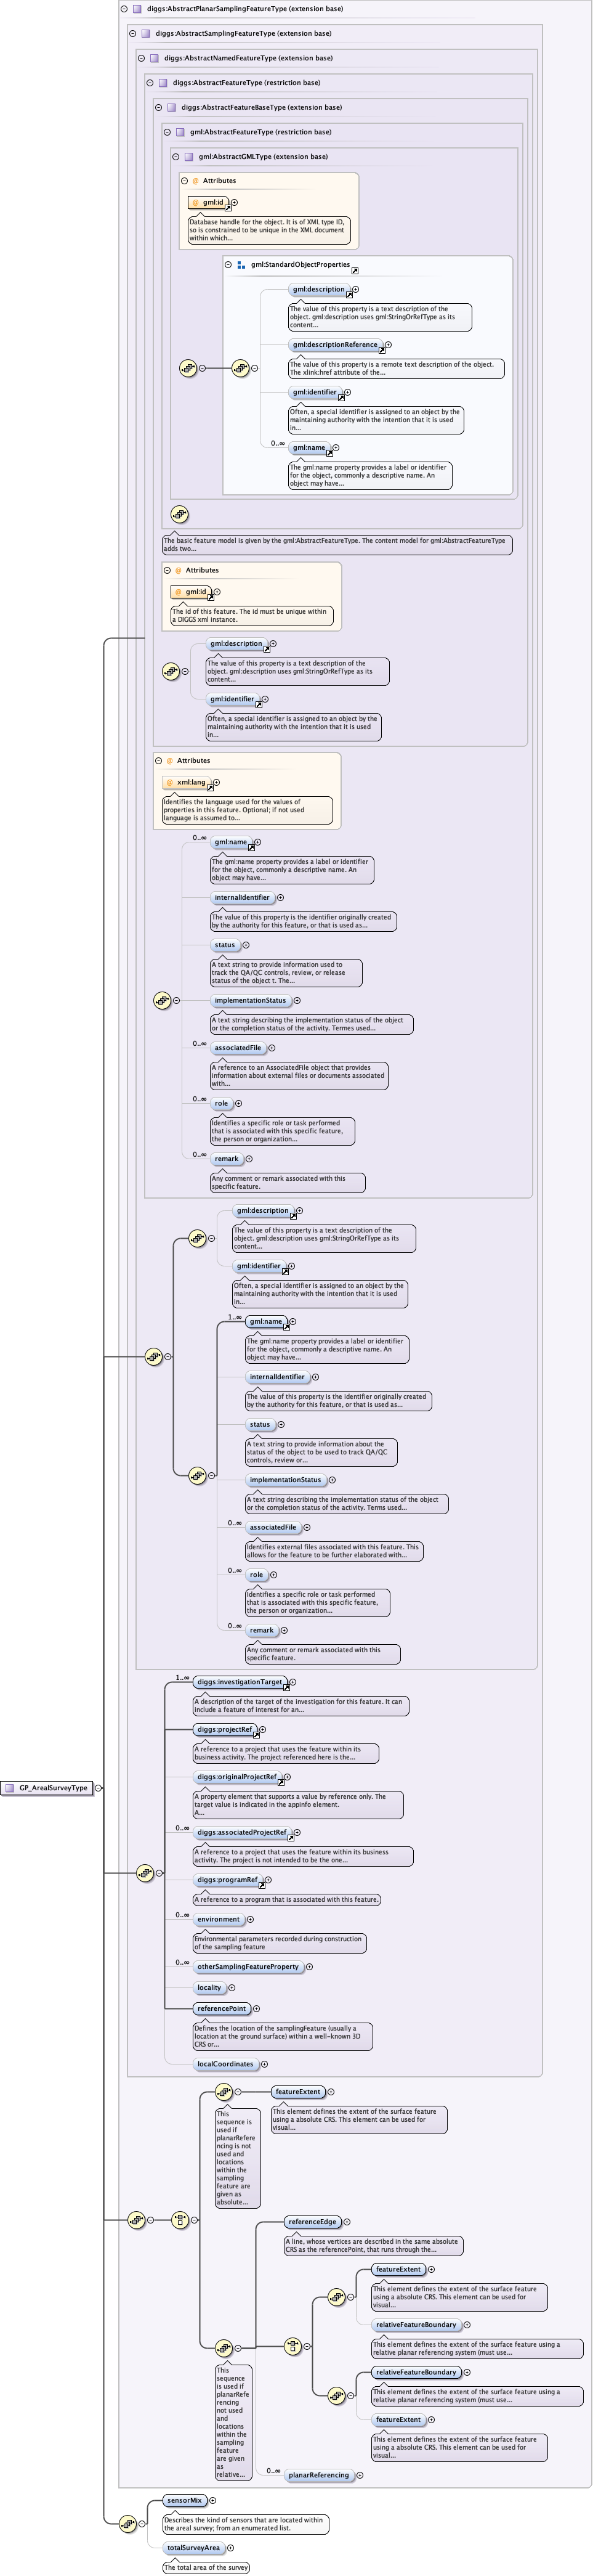 diggs:AbstractPlanarSamplingFeatureType (extension base)
diggs:AbstractSamplingFeatureType (extension base)
diggs:AbstractNamedFeatureType (extension base)
diggs:AbstractFeatureType (restriction base)
diggs:AbstractFeatureBaseType (extension base)
gml:AbstractFeatureType (restriction base)
gml:AbstractGMLType (extension base)
Attributes
gml:id
Database handle for the object. It is of XML type ID,
so is constrained to be unique in the XML document
within which...
gml:StandardObjectProperties
gml:description
The value of this property is a text description of the
object. gml:description uses gml:StringOrRefType as its
content...
gml:descriptionReference
The value of this property is a remote text description of the object.
The xlink:href attribute of the...
gml:identifier
Often, a special identifier is assigned to an object by the
maintaining authority with the intention that it is used
in...
0..∞
gml:name
The gml:name property provides a label or identifier
for the object, commonly a descriptive name. An
object may have...
The basic feature model is given by the gml:AbstractFeatureType. The content model for gml:AbstractFeatureType
adds two...
Attributes
gml:id
The id of this feature. The id must be unique within
a DIGGS xml instance.
gml:description
The value of this property is a text description of the
object. gml:description uses gml:StringOrRefType as its
content...
gml:identifier
Often, a special identifier is assigned to an object by the
maintaining authority with the intention that it is used
in...
Attributes
xml:lang
Identifies the language used for the values of
properties in this feature. Optional; if not used
language is assumed to...
0..∞
gml:name
The gml:name property provides a label or identifier
for the object, commonly a descriptive name. An
object may have...
internalIdentifier
The value of this property is the identifier originally created
by the authority for this feature, or that is used as...
status
A text string to provide information used to
track the QA/QC controls, review, or release
status of the object t. The...
implementationStatus
A text string describing the implementation status of the object
or the completion status of the activity. Termes used...
0..∞
associatedFile
A reference to an AssociatedFile object that provides
information about external files or documents associated
with...
0..∞
role
Identifies a specific role or task performed
that is associated with this specific feature,
the person or organization...
0..∞
remark
Any comment or remark associated with this
specific feature.
gml:description
The value of this property is a text description of the
object. gml:description uses gml:StringOrRefType as its
content...
gml:identifier
Often, a special identifier is assigned to an object by the
maintaining authority with the intention that it is used
in...
1..∞
gml:name
The gml:name property provides a label or identifier
for the object, commonly a descriptive name. An
object may have...
internalIdentifier
The value of this property is the identifier originally created
by the authority for this feature, or that is used as...
status
A text string to provide information about the
status of the object to be used to track QA/QC
controls, review or...
implementationStatus
A text string describing the implementation status of the object
or the completion status of the activity. Terms used...
0..∞
associatedFile
Identifies external files associated with this feature. This
allows for the feature to be further elaborated with...
0..∞
role
Identifies a specific role or task performed
that is associated with this specific feature,
the person or organization...
0..∞
remark
Any comment or remark associated with this
specific feature.
1..∞
diggs:investigationTarget
A description of the target of the investigation for this feature. It can
include a feature of interest for an...
diggs:projectRef
A reference to a project that uses the feature within its
business activity. The project referenced here is the...
GP_ArealSurveyType
diggs:originalProjectRef
A property element that supports a value by reference only. The
target value is indicated in the appinfo element.
A...
0..∞
diggs:associatedProjectRef
A reference to a project that uses the feature within its business
activity. The project is not intended to be the one...
0..∞
diggs:programRef
A reference to a program that is associated with this feature.
0..∞
environment
Environmental parameters recorded during construction
of the sampling feature
0..∞
otherSamplingFeatureProperty
locality
referencePoint
Defines the location of the samplingFeature (usually a
location at the ground surface) within a well-known 3D
CRS or...
localCoordinates
featureExtent
This element defines the extent of the surface feature
using a absolute CRS. This element can be used for
visual...
This
sequence is
used if
planarRefere
ncing is not
used and
locations
within the
sampling
feature are
given as
absolute...
referenceEdge
A line, whose vertices are described in the same absolute
CRS as the referencePoint, that runs through the...
featureExtent
This element defines the extent of the surface feature
using a absolute CRS. This element can be used for
visual...
relativeFeatureBoundary
This element defines the extent of the surface feature using a
relative planar referencing system (must use...
relativeFeatureBoundary
This element defines the extent of the surface feature using a
relative planar referencing system (must use...
featureExtent
This element defines the extent of the surface feature
using a absolute CRS. This element can be used for
visual...
This
sequence
is used if
planarRefe
rencing
not used
and
locations
within the
sampling
feature
are given
as
relative...
0..∞
planarReferencing
sensorMix
Describes the kind of sensors that are located within
the areal survey; from an enumerated list.
totalSurveyArea
The total area of the survey